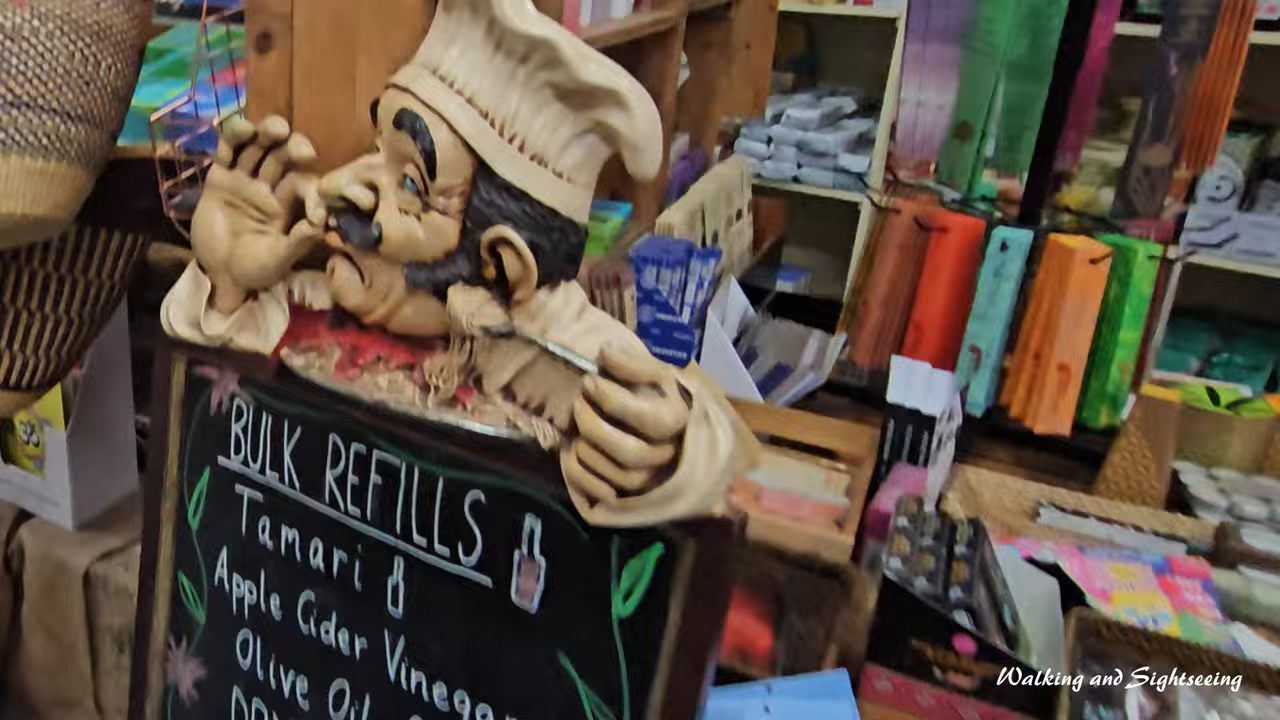 BULK REFILLS
Tamari
Apple Cider Vinegar
Olive Oil
Walking and Sightseeing